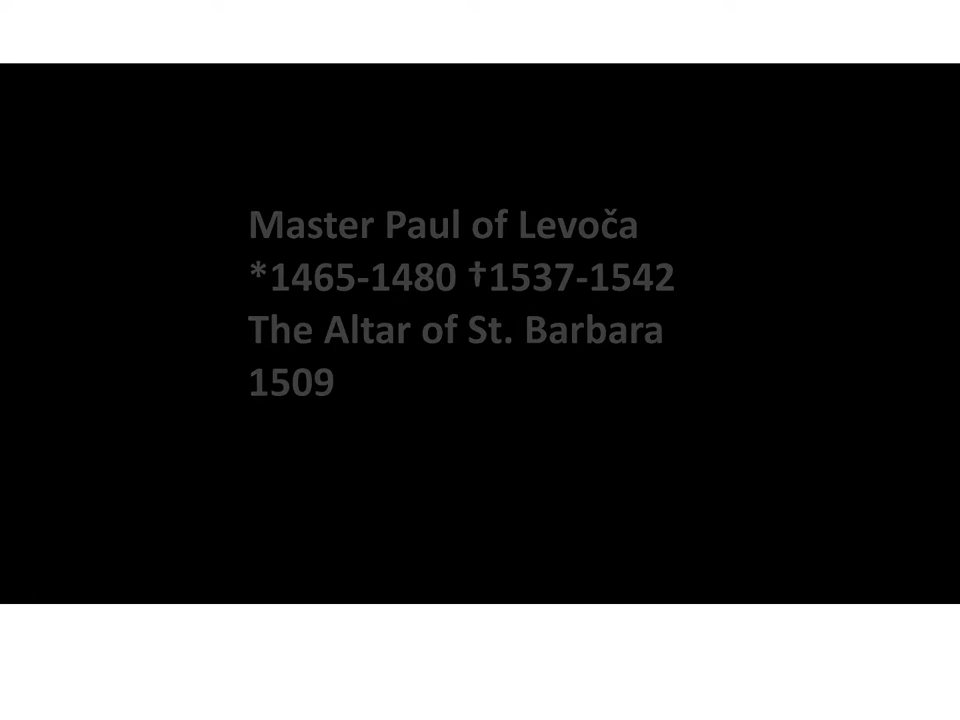 Master Paul of Levoča
*1465-1480 †1537-1542
The Altar of St. Barbara
1509